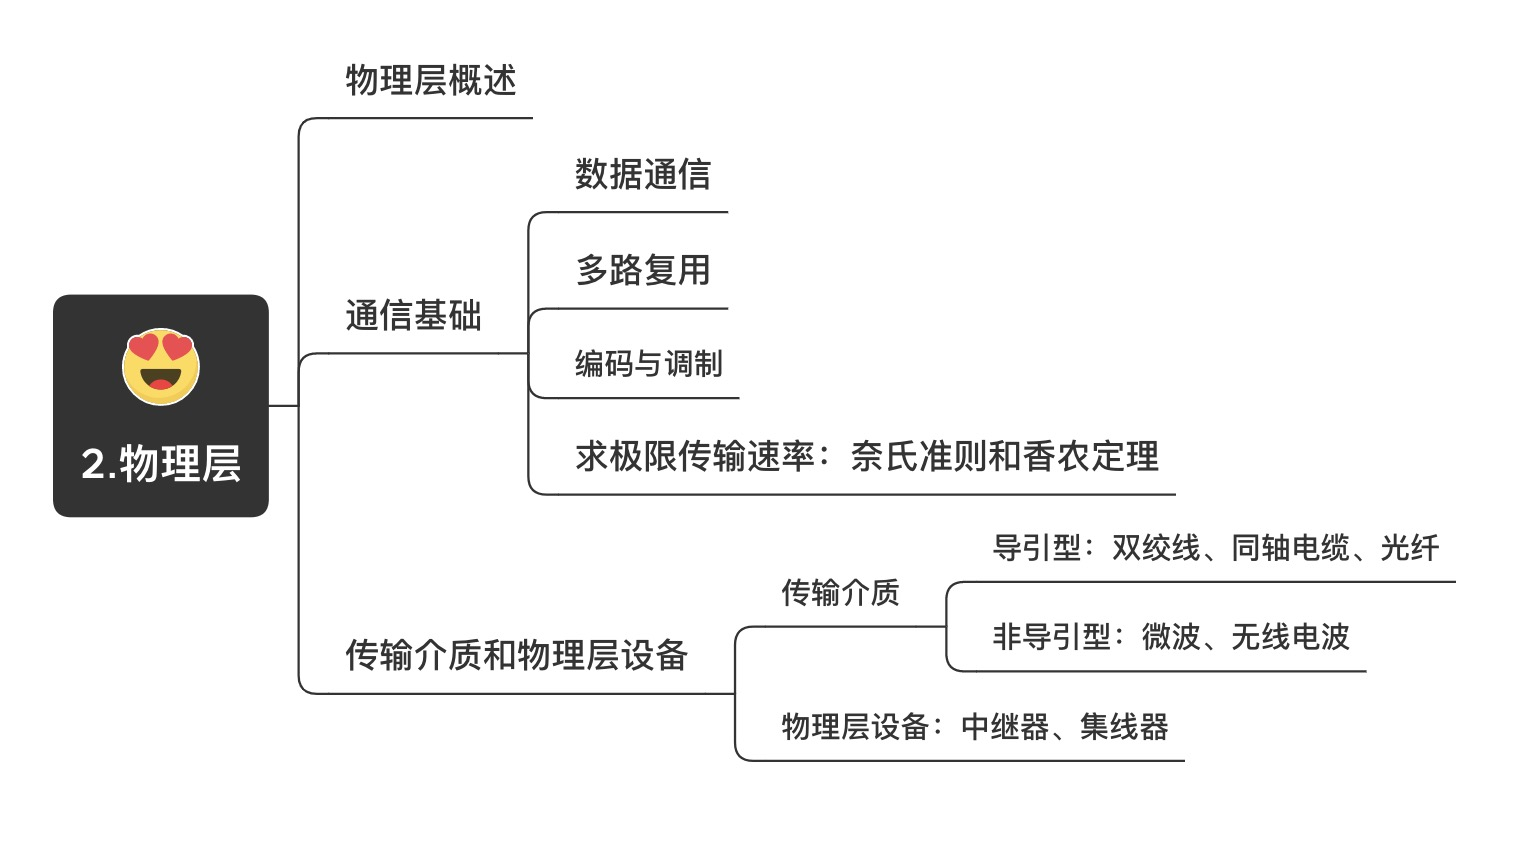 物理层概述
数据通信
多路复用
通信基础
编码与调制
2.物理层
求极限传输速率：奈氏准则和香农定理
导引型：双绞线、同轴电缆、光纤
传输介质
非导引型：微波、无线电波
传输介质和物理层设备
物理层设备：中继器、集线器